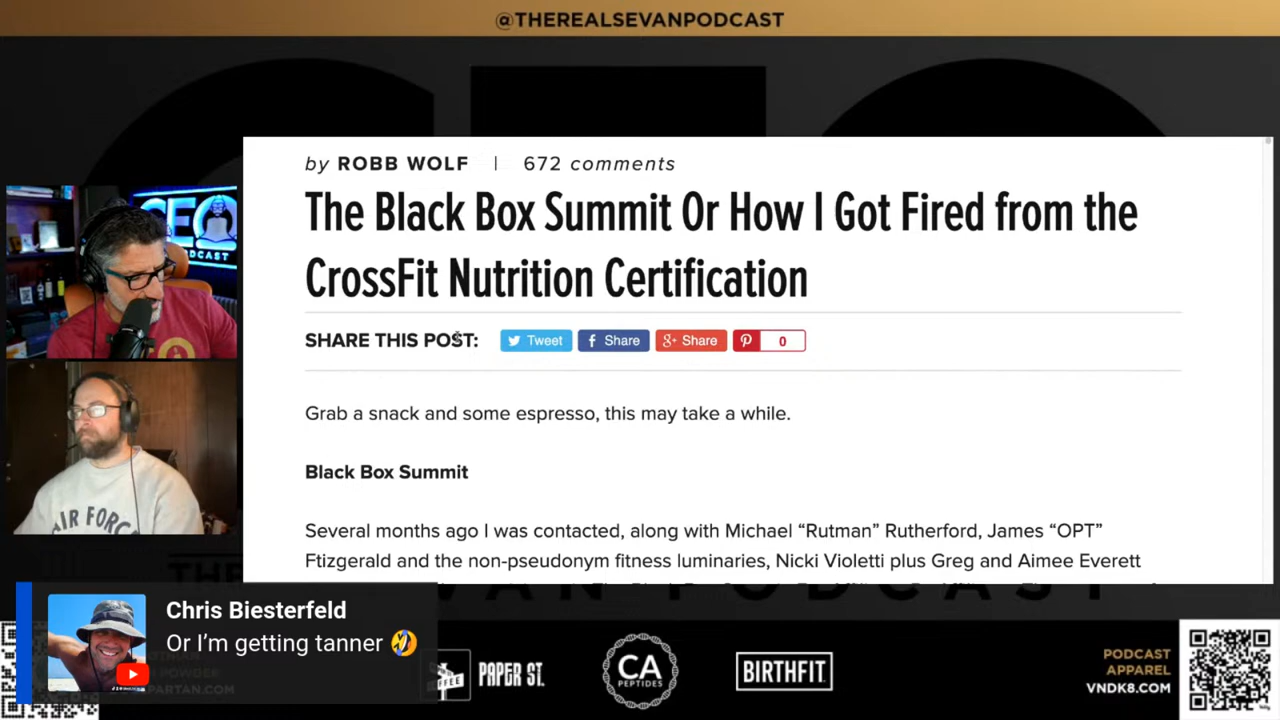 @THEREALSEVANPODCAST
by ROBB WOLF | 672 comments
The Black Box Summit Or How I Got Fired from the
CrossFit Nutrition Certification
SHARE THIS POST:
Tweet
Share
Share
0
Grab a snack and some espresso, this may take a while.
Black Box Summit
Several months ago I was contacted, along with Michael “Rutman” Rutherford, James “OPT”
Ftizgerald and the non-pseudonym fitness luminaries, Nicki Violetti plus Greg and Aimee Everett
Chris Biesterfeld
Or I’m getting tanner 🤣
PAPER ST.
CA
PEPTIDES
BIRTHFIT
PODCAST
APPAREL
VNDK8.COM